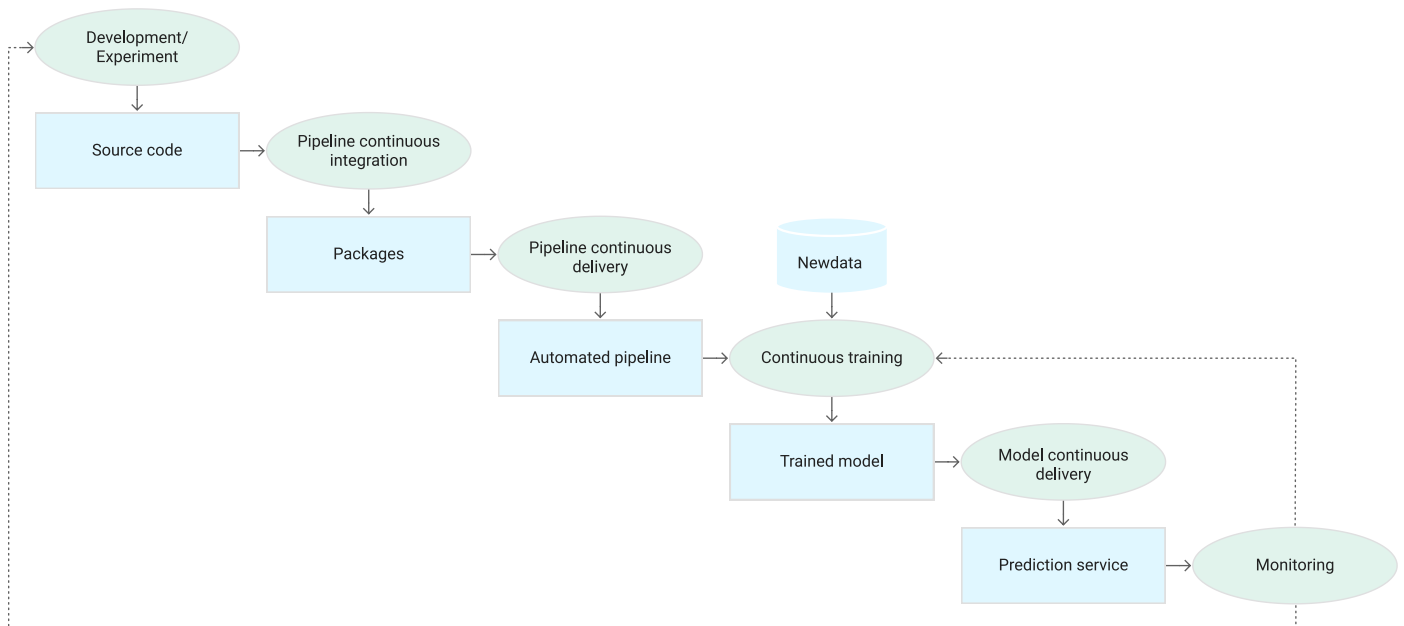 Development/
Experiment
Source code
Pipeline continuous
integration
Packages
Pipeline continuous
delivery
Newdata
Automated pipeline
Continuous training
Trained model
Model continuous
delivery
Prediction service
Monitoring